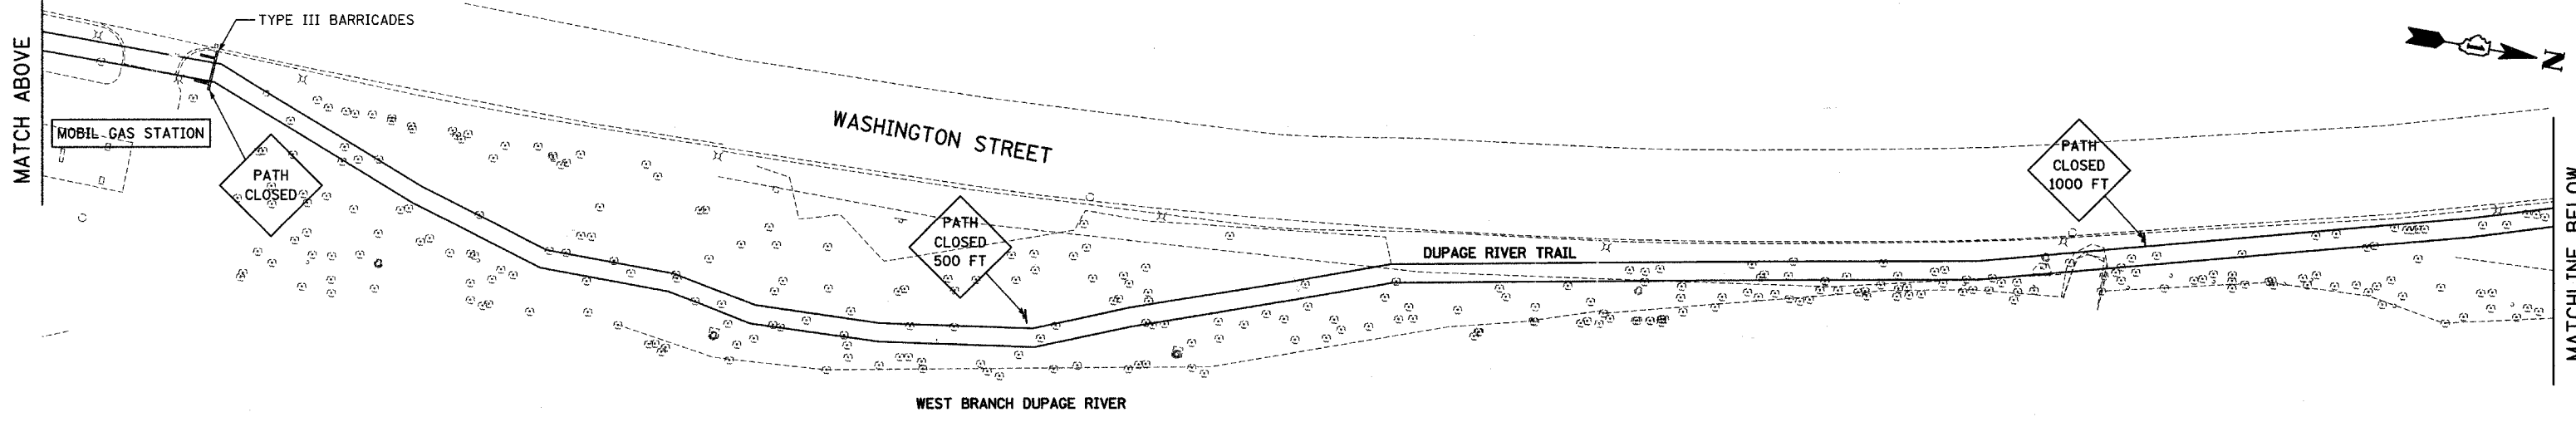 TYPE III BARRICADES
MATCH ABOVE
MOBIL GAS STATION
PATH
CLOSED
WASHINGTON STREET
PATH
CLOSED
500 FT
DUPAGE RIVER TRAIL
PATH
CLOSED
1000 FT
N
MATCHLINE BELOW
WEST BRANCH DUPAGE RIVER